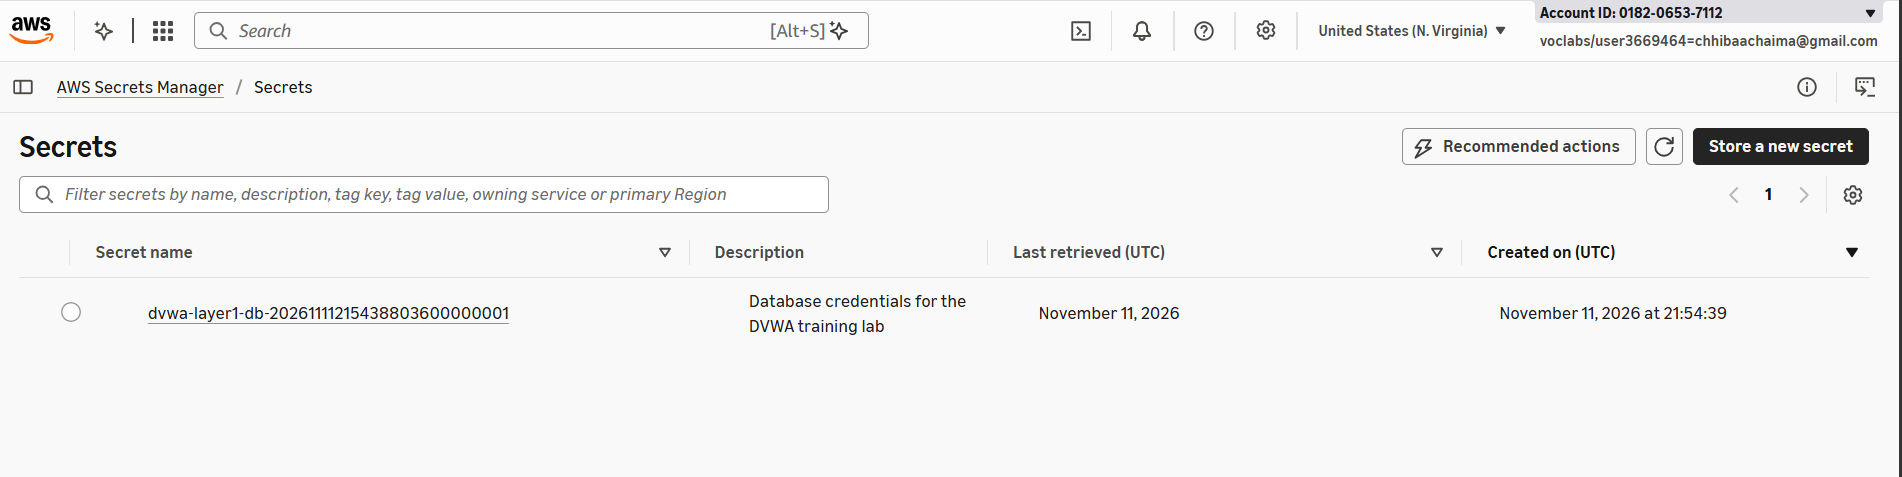 aws
Search [Alt+S]
United States (N. Virginia)
Account ID: 0182-0653-7112
voclabs/user3669464=chhibaachaima@gmail.com
AWS Secrets Manager / Secrets
Secrets
Recommended actions
Store a new secret
Filter secrets by name, description, tag key, tag value, owning service or primary Region
1
Secret name Description Last retrieved (UTC) Created on (UTC)
dvwa-layer1-db-20261111215438803600000001
Database credentials for the
DVWA training lab
November 11, 2026
November 11, 2026 at 21:54:39